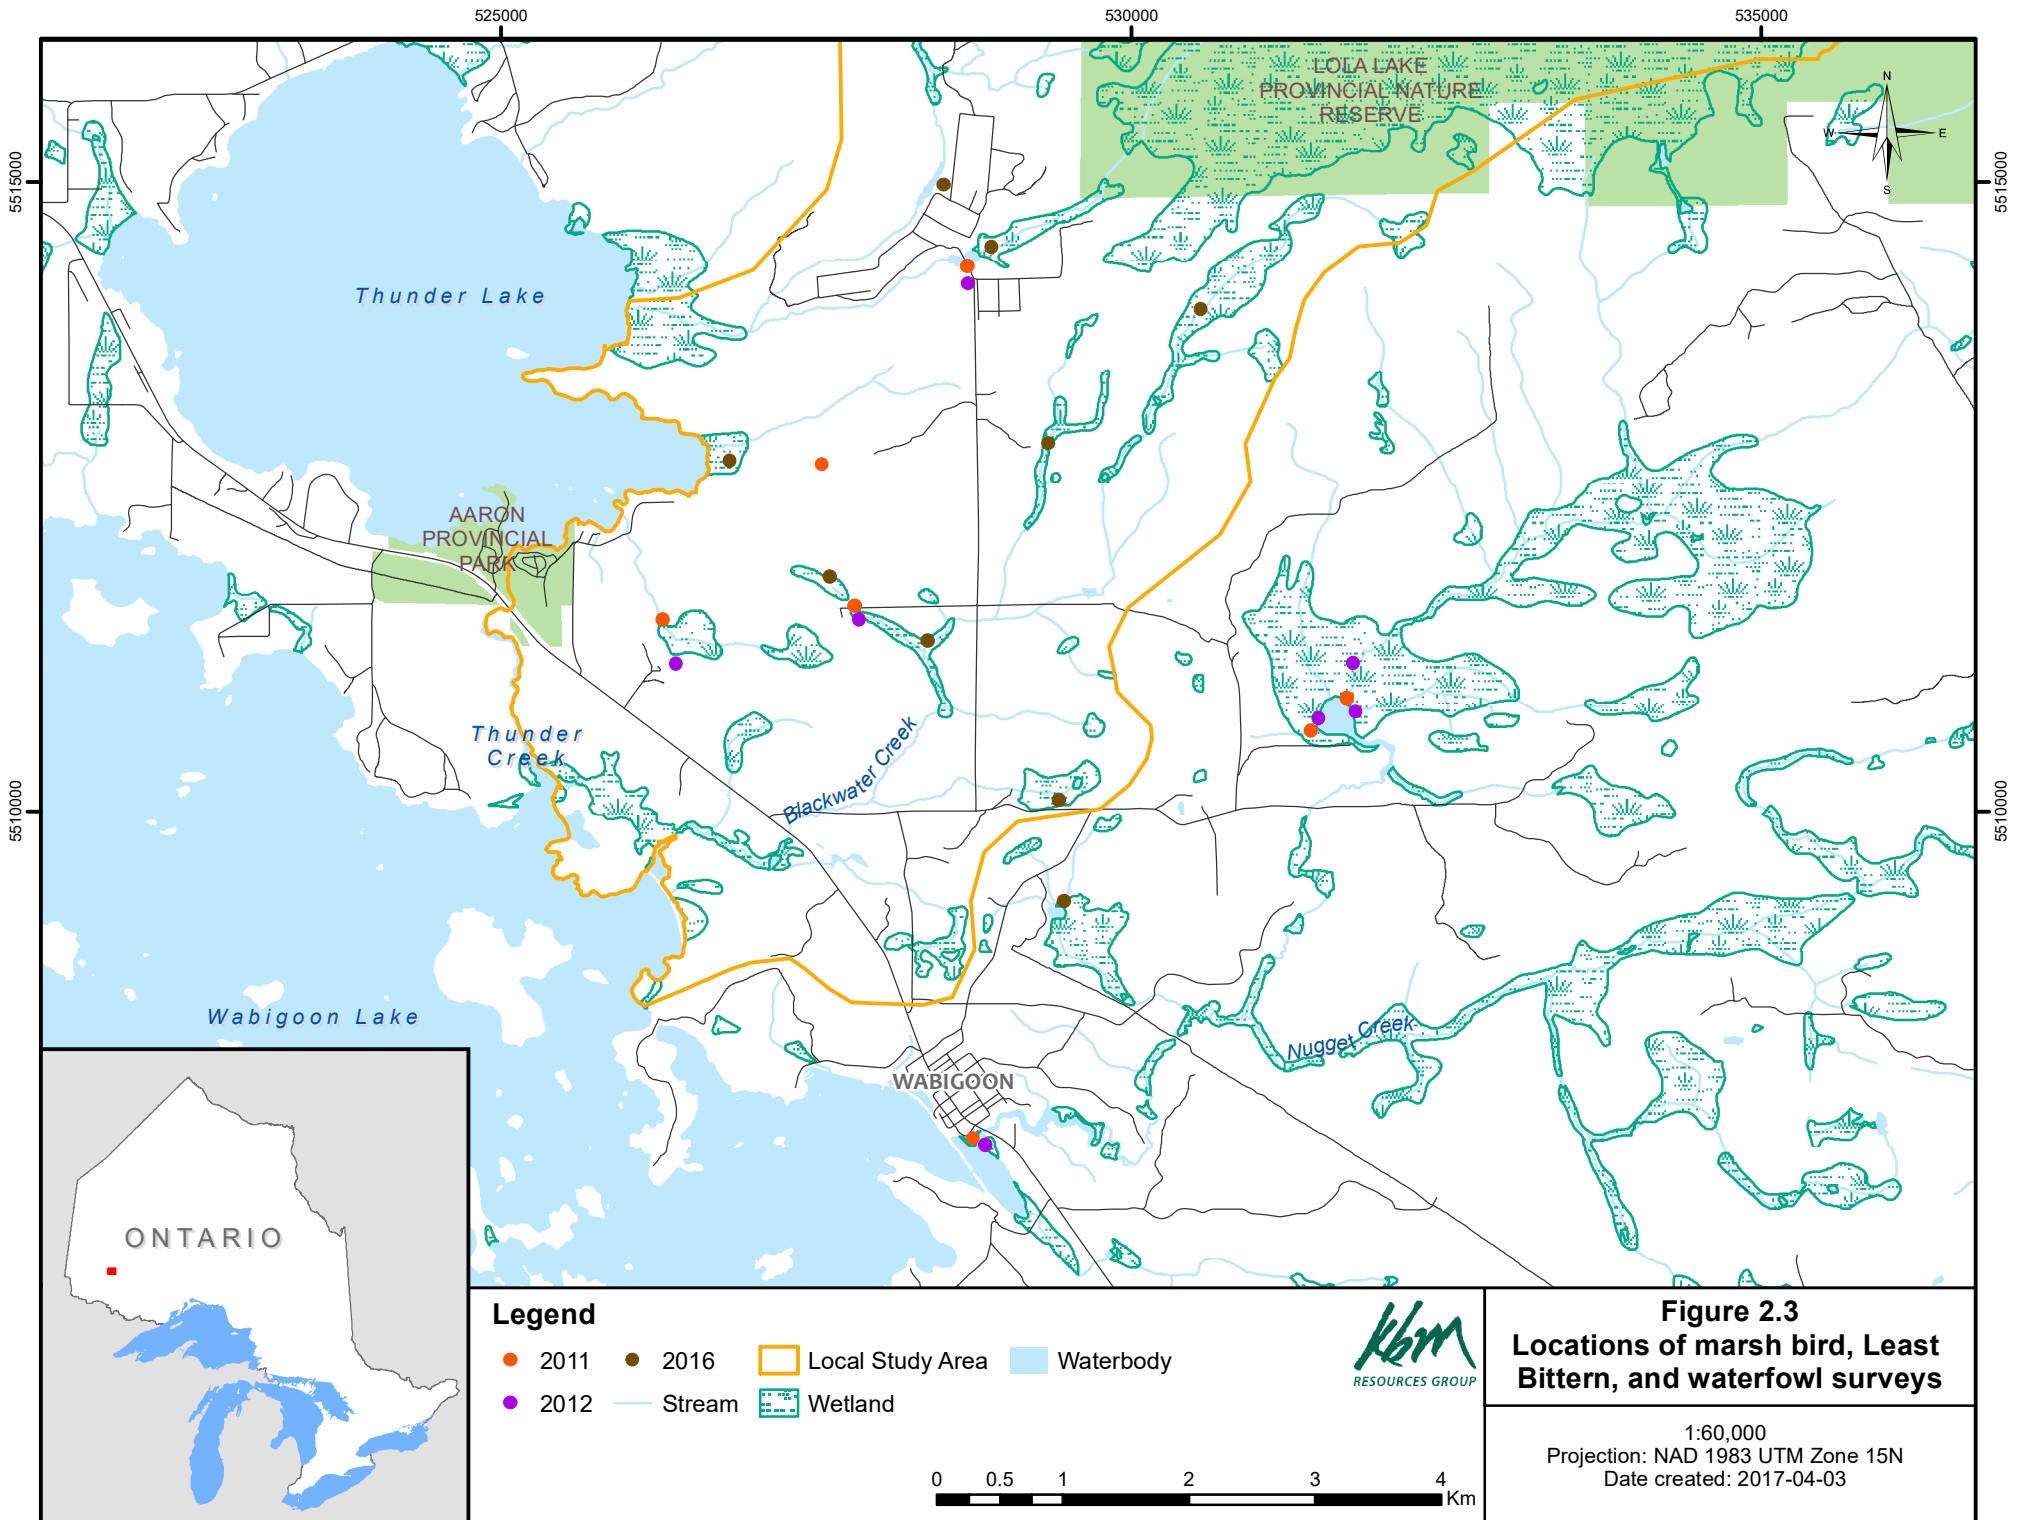 525000
530000
535000
5515000
5515000
5510000
5510000
LOLA LAKE
PROVINCIAL NATURE
RESERVE
N
W
E
S
Thunder Lake
AARON
PROVINCIAL
PARK
Thunder
Creek
Blackwater Creek
Wabigoon Lake
Nugget Creek
WABIGOON
ONTARIO
Legend
2011
2016
Local Study Area
Waterbody
2012
Stream
Wetland
kbm
RESOURCES GROUP
0 0.5 1 2 3 4
Km
Figure 2.3
Locations of marsh bird, Least
Bittern, and waterfowl surveys
1:60,000
Projection: NAD 1983 UTM Zone 15N
Date created: 2017-04-03